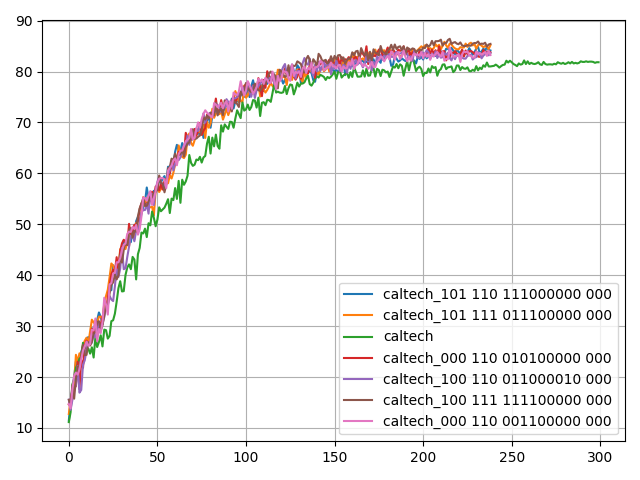 90
80
70
60
50
40
30
20
10
0 50 100 150 200 250 300
caltech_101 110 111000000 000
caltech_101 111 011100000 000
caltech
caltech_000 110 010100000 000
caltech_100 110 011000010 000
caltech_100 111 111100000 000
caltech_000 110 001100000 000